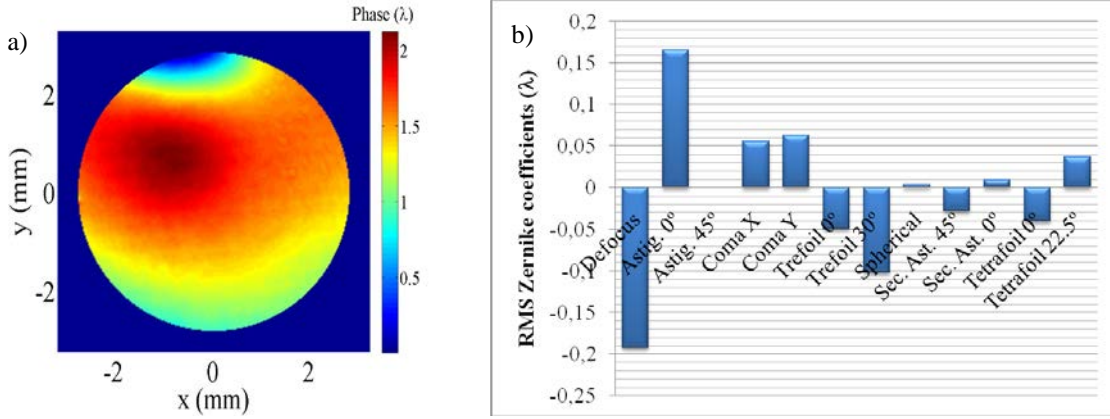 a)
Phase (λ)
2
1.5
1
0.5
y (mm)
2
0
-2
-2 0 2
x (mm)
b)
RMS Zernike coefficients (λ)
0,2
0,15
0,1
0,05
0
-0,05
-0,1
-0,15
-0,2
-0,25
Defocus
Astig. 0º
Astig. 45º
Coma X
Coma Y
Trefoil 0º
Trefoil 30º
Spherical
Sec. Ast. 45º
Sec. Ast. 0º
Tetrafoil 0º
Tetrafoil 22.5º